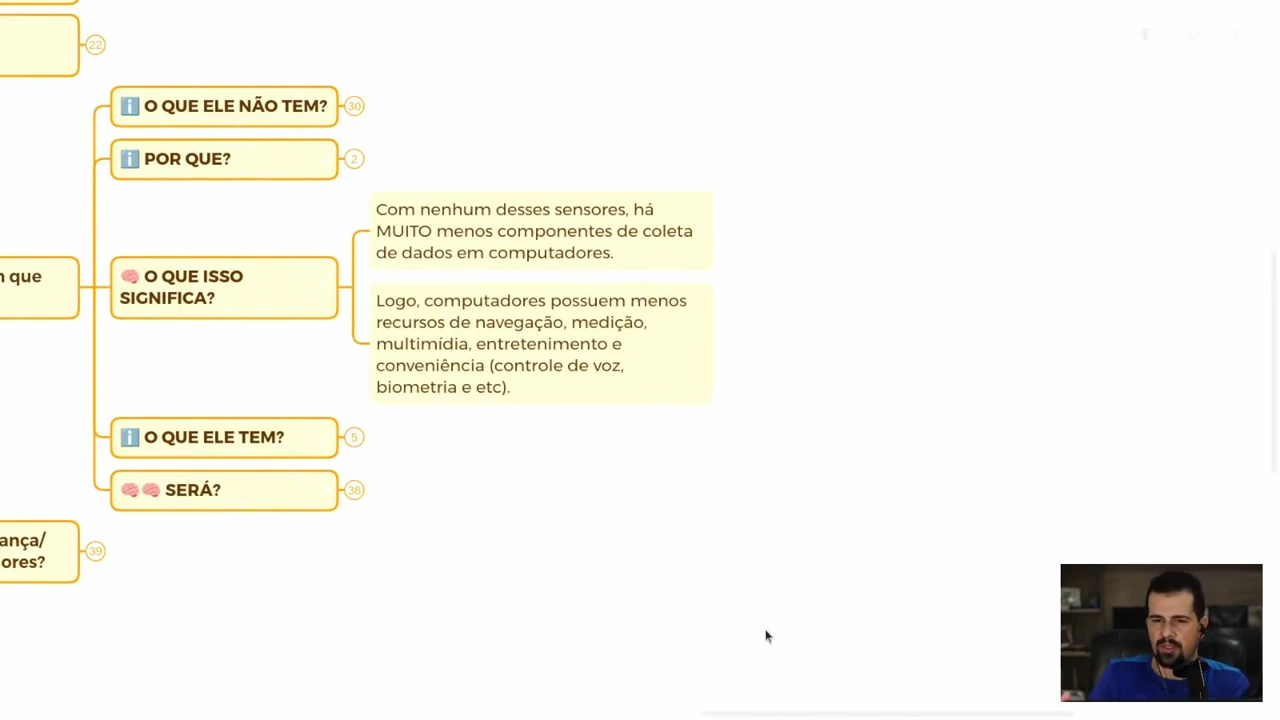 22
ℹ️ O QUE ELE NÃO TEM?
30
ℹ️ POR QUE?
2
Com nenhum desses sensores, há
MUITO menos componentes de coleta
de dados em computadores.
n que
🧠 O QUE ISSO
SIGNIFICA?
Logo, computadores possuem menos
recursos de navegação, medição,
multimídia, entretenimento e
conveniência (controle de voz,
biometria e etc).
ℹ️ O QUE ELE TEM?
5
🧠🧠 SERÁ?
38
ança/
ores?
39